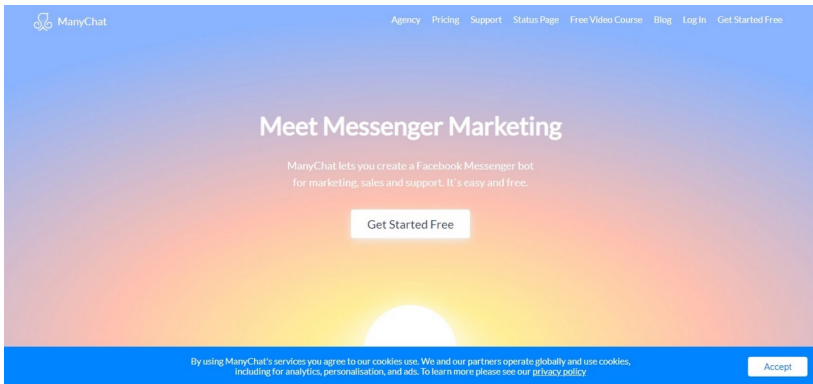 ManyChat
Agency Pricing Support Status Page Free Video Course Blog Log In Get Started Free
Meet Messenger Marketing
ManyChat lets you create a Facebook Messenger bot
for marketing, sales and support. It's easy and free.
Get Started Free
By using ManyChat's services you agree to our cookies use. We and our partners operate globally and use cookies,
including for analytics, personalisation, and ads. To learn more please see our privacy policy
Accept